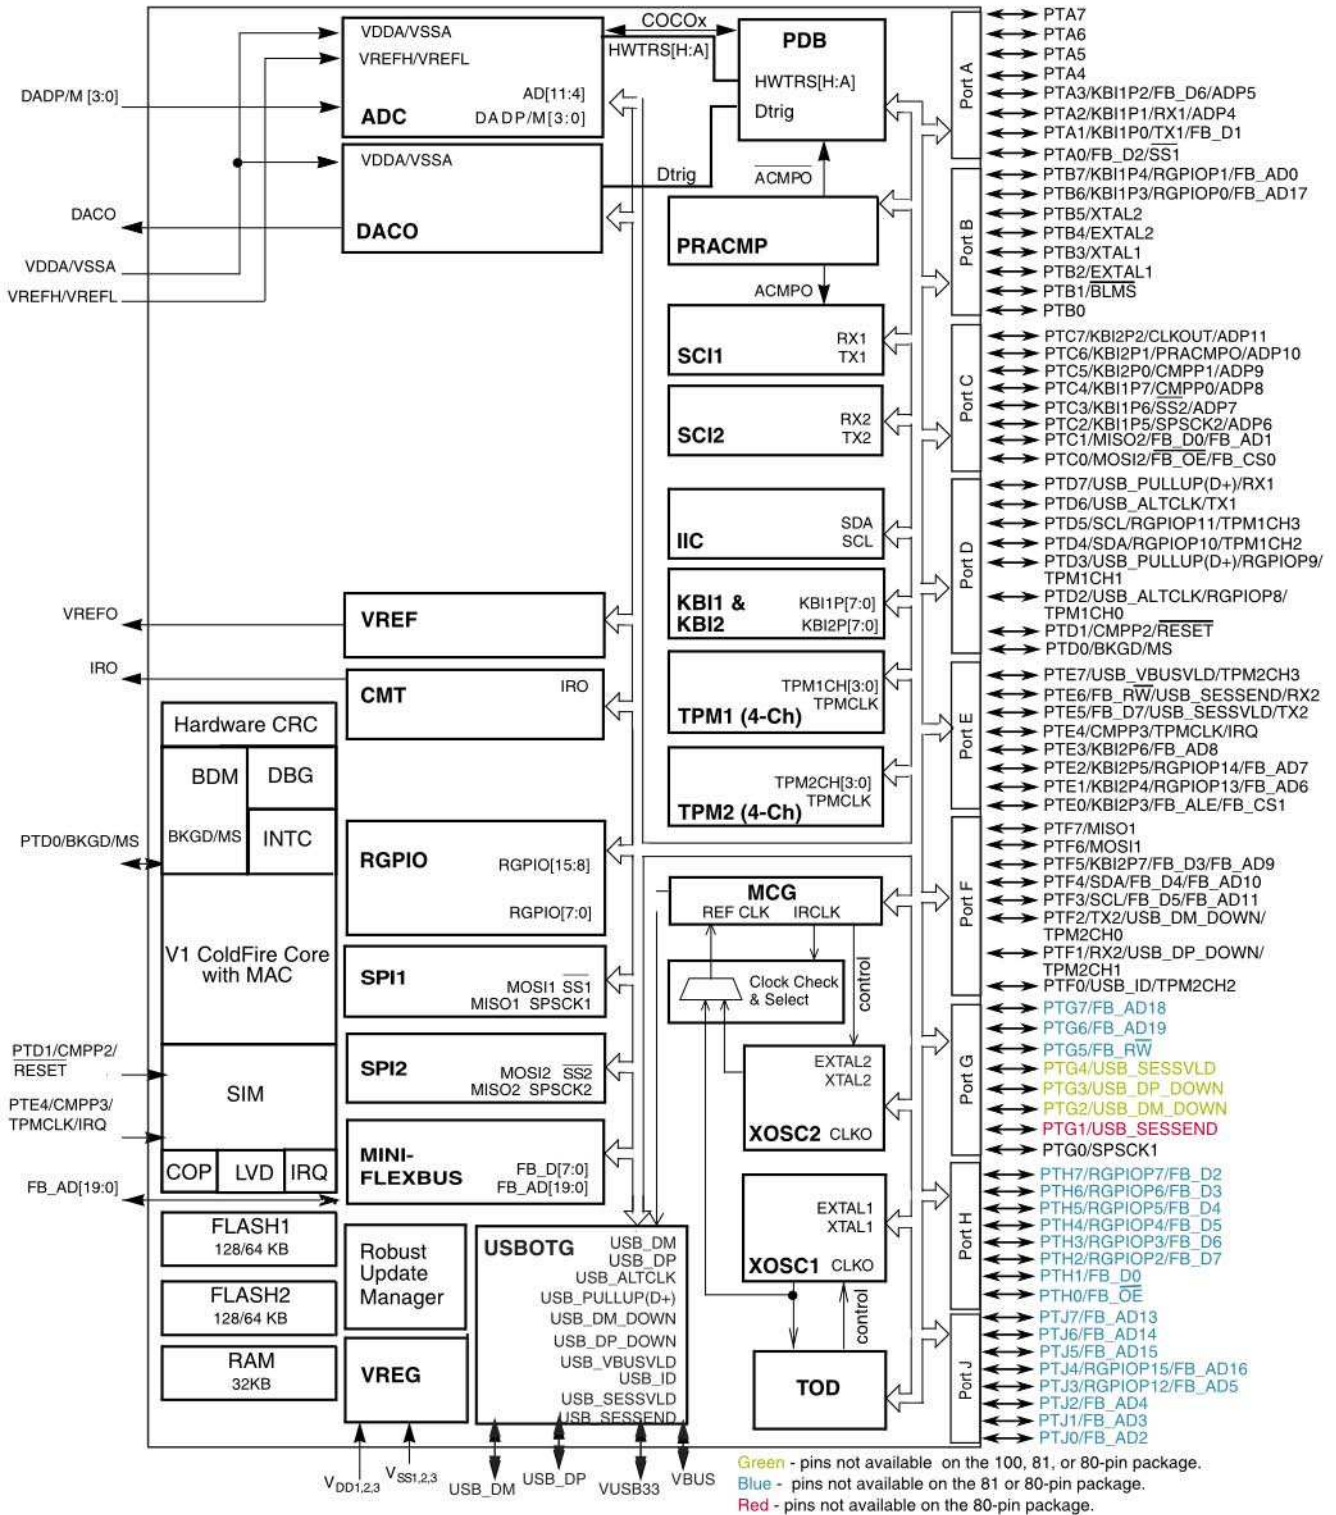 VDDA/VSSA
VREFH/VREFL
AD[11:4]
ADC
DADP/M[3:0]
COCOx
HWTRS[H:A]
PDB
HWTRS[H:A]
Dtrig
DADP/M [3:0]
VDDA/VSSA
DACO
Dtrig
DACO
VDDA/VSSA
VREFH/VREFL
ACMPO
PRACMP
ACMPO
RX1
SCI1
TX1
RX2
SCI2
TX2
SDA
IIC
SCL
KBI1 &
KBI2
KBI1P[7:0]
KBI2P[7:0]
TPM1CH[3:0]
TPMCLK
TPM1 (4-Ch)
TPM2CH[3:0]
TPMCLK
TPM2 (4-Ch)
VREFO
VREF
IRO
CMT
IRO
Hardware CRC
BDM
DBG
BKGD/MS
INTC
PTD0/BKGD/MS
V1 ColdFire Core
with MAC
PTD1/CMPP2/
RESET
PTE4/CMPP3/
TPMCLK/IRQ
SIM
COP
LVD
IRQ
FB_AD[19:0]
FLASH1
128/64 KB
FLASH2
128/64 KB
RAM
32KB
RGPIO
RGPIO[15:8]
RGPIO[7:0]
SPI1
MOSI1 SS1
MISO1 SPSCK1
SPI2
MOSI2 SS2
MISO2 SPSCK2
MINI-
FLEXBUS
FB_D[7:0]
FB_AD[19:0]
Robust
Update
Manager
VREG
VDD1,2,3
VSS1,2,3
USBOTG
USB_DM
USB_DP
USB_ALTCLK
USB_PULLUP(D+)
USB_DM_DOWN
USB_DP_DOWN
USB_VBUSVLD
USB_ID
USB_SESSVLD
USB_SESSEND
USB_DM
USB_DP
VUSB33
VBUS
MCG
REF CLK
IRCLK
Clock Check
& Select
control
EXTAL2
XTAL2
XOSC2
CLKO
EXTAL1
XTAL1
XOSC1
CLKO
control
TOD
Port A
PTA7
PTA6
PTA5
PTA4
PTA3/KBI1P2/FB_D6/ADP5
PTA2/KBI1P1/RX1/ADP4
PTA1/KBI1P0/TX1/FB_D1
PTA0/FB_D2/SS1
Port B
PTB7/KBI1P4/RGPIOP1/FB_AD0
PTB6/KBI1P3/RGPIOP0/FB_AD17
PTB5/XTAL2
PTB4/EXTAL2
PTB3/XTAL1
PTB2/EXTAL1
PTB1/BLMS
PTB0
Port C
PTC7/KBI2P2/CLKOUT/ADP11
PTC6/KBI2P1/PRACMPO/ADP10
PTC5/KBI2P0/CMPP1/ADP9
PTC4/KBI1P7/CMPP0/ADP8
PTC3/KBI1P6/SS2/ADP7
PTC2/KBI1P5/SPSCK2/ADP6
PTC1/MISO2/FB_D0/FB_AD1
PTC0/MOSI2/FB_OE/FB_CS0
Port D
PTD7/USB_PULLUP(D+)/RX1
PTD6/USB_ALTCLK/TX1
PTD5/SCL/RGPIOP11/TPM1CH3
PTD4/SDA/RGPIOP10/TPM1CH2
PTD3/USB_PULLUP(D+)/RGPIOP9/
TPM1CH1
PTD2/USB_ALTCLK/RGPIOP8/
TPM1CH0
PTD1/CMPP2/RESET
PTD0/BKGD/MS
Port E
PTE7/USB_VBUSVLD/TPM2CH3
PTE6/FB_RW/USB_SESSEND/RX2
PTE5/FB_D7/USB_SESSVLD/TX2
PTE4/CMPP3/TPMCLK/IRQ
PTE3/KBI2P6/FB_AD8
PTE2/KBI2P5/RGPIOP14/FB_AD7
PTE1/KBI2P4/RGPIOP13/FB_AD6
PTE0/KBI2P3/FB_ALE/FB_CS1
Port F
PTF7/MISO1
PTF6/MOSI1
PTF5/KBI2P7/FB_D3/FB_AD9
PTF4/SDA/FB_D4/FB_AD10
PTF3/SCL/FB_D5/FB_AD11
PTF2/TX2/USB_DM_DOWN/
TPM2CH0
PTF1/RX2/USB_DP_DOWN/
TPM2CH1
PTF0/USB_ID/TPM2CH2
Port G
PTG7/FB_AD18
PTG6/FB_AD19
PTG5/FB_RW
PTG4/USB_SESSVLD
PTG3/USB_DP_DOWN
PTG2/USB_DM_DOWN
PTG1/USB_SESSEND
PTG0/SPSCK1
Port H
PTH7/RGPIOP7/FB_D2
PTH6/RGPIOP6/FB_D3
PTH5/RGPIOP5/FB_D4
PTH4/RGPIOP4/FB_D5
PTH3/RGPIOP3/FB_D6
PTH2/RGPIOP2/FB_D7
PTH1/FB_D0
PTH0/FB_OE
Port J
PTJ7/FB_AD13
PTJ6/FB_AD14
PTJ5/FB_AD15
PTJ4/RGPIOP15/FB_AD16
PTJ3/RGPIOP12/FB_AD5
PTJ2/FB_AD4
PTJ1/FB_AD3
PTJ0/FB_AD2
Green - pins not available on the 100, 81, or 80-pin package.
Blue - pins not available on the 81 or 80-pin package.
Red - pins not available on the 80-pin package.